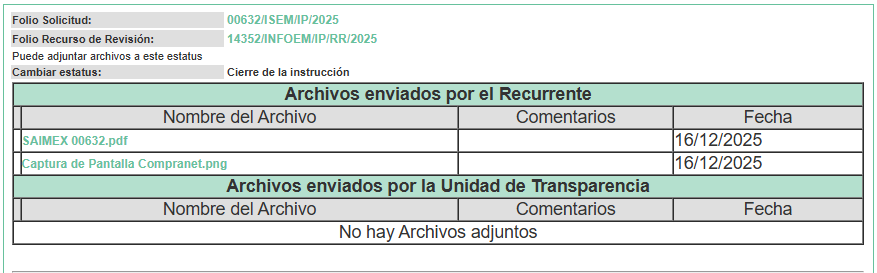 Folio Solicitud: 00632/ISEM/IP/2025
Folio Recurso de Revisión: 14352/INFOEM/IP/RR/2025
Puede adjuntar archivos a este estatus
Cambiar estatus: Cierre de la instrucción
Archivos enviados por el Recurrente
Nombre del Archivo Comentarios Fecha
SAIMEX 00632.pdf 16/12/2025
Captura de Pantalla Compranet.png 16/12/2025
Archivos enviados por la Unidad de Transparencia
Nombre del Archivo Comentarios Fecha
No hay Archivos adjuntos